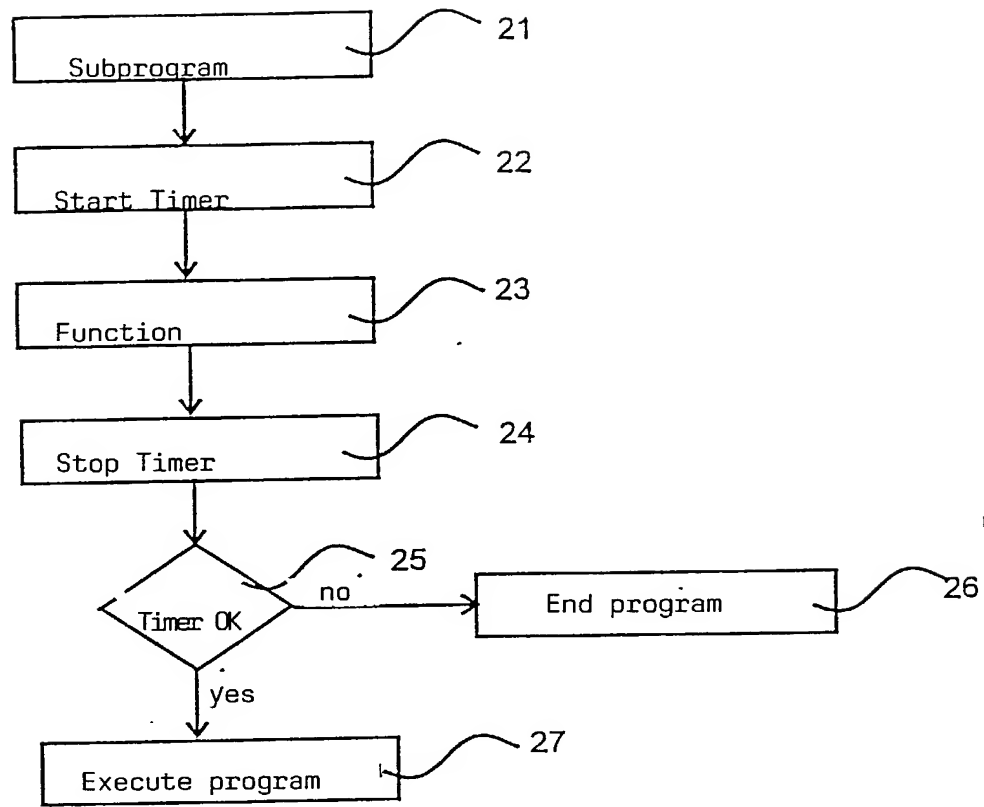 21
Subprogram
22
Start Timer
23
Function
24
Stop Timer
25
no
Timer OK
End program
26
yes
27
Execute program